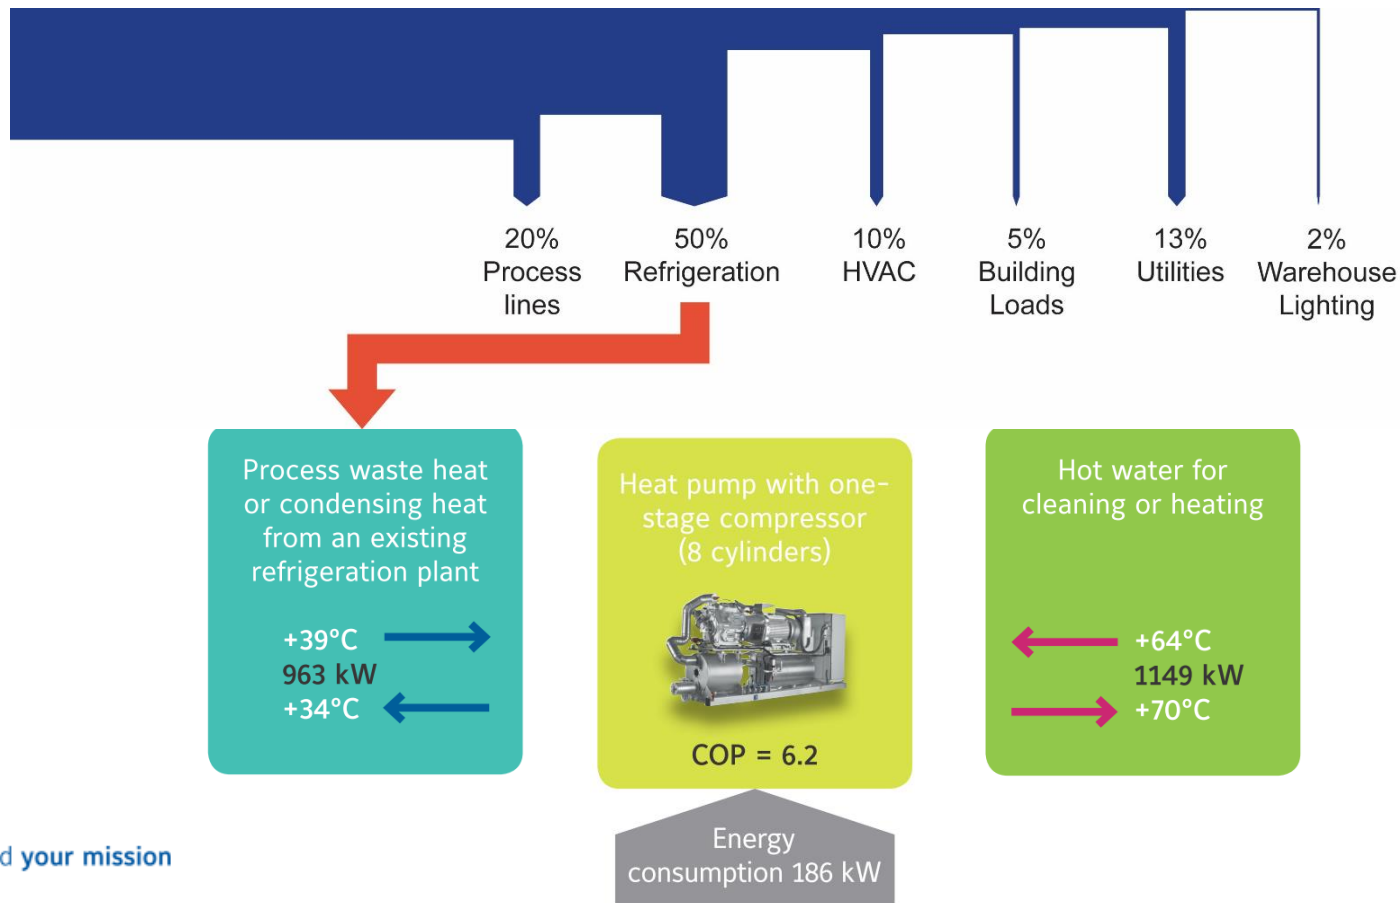 20%
Process
lines
50%
Refrigeration
10%
HVAC
5%
Building
Loads
13%
Utilities
2%
Warehouse
Lighting
Process waste heat
or condensing heat
from an existing
refrigeration plant
+39°C
963 kW
+34°C
Heat pump with one-
stage compressor
(8 cylinders)
COP = 6.2
Energy
consumption 186 kW
Hot water for
cleaning or heating
+64°C
1149 kW
+70°C
d your mission